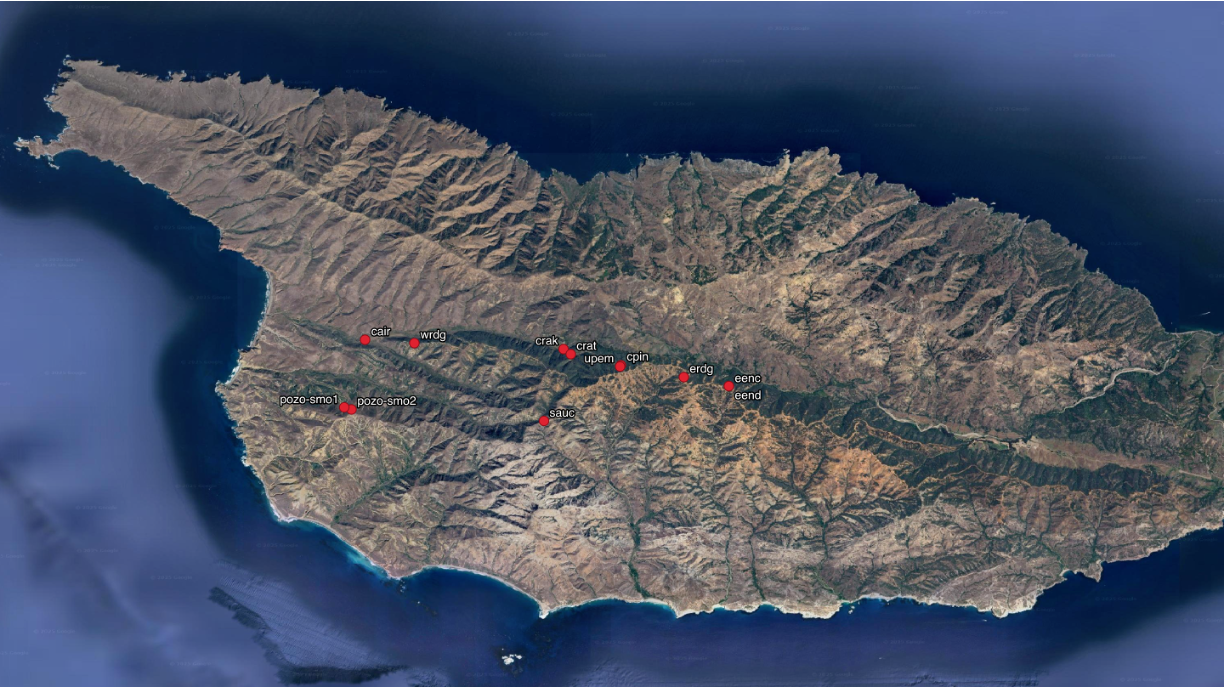 cair
wrdg
crak
crat
upem
cpin
erdg
eenc
eend
pozo-smo1
pozo-smo2
sauc